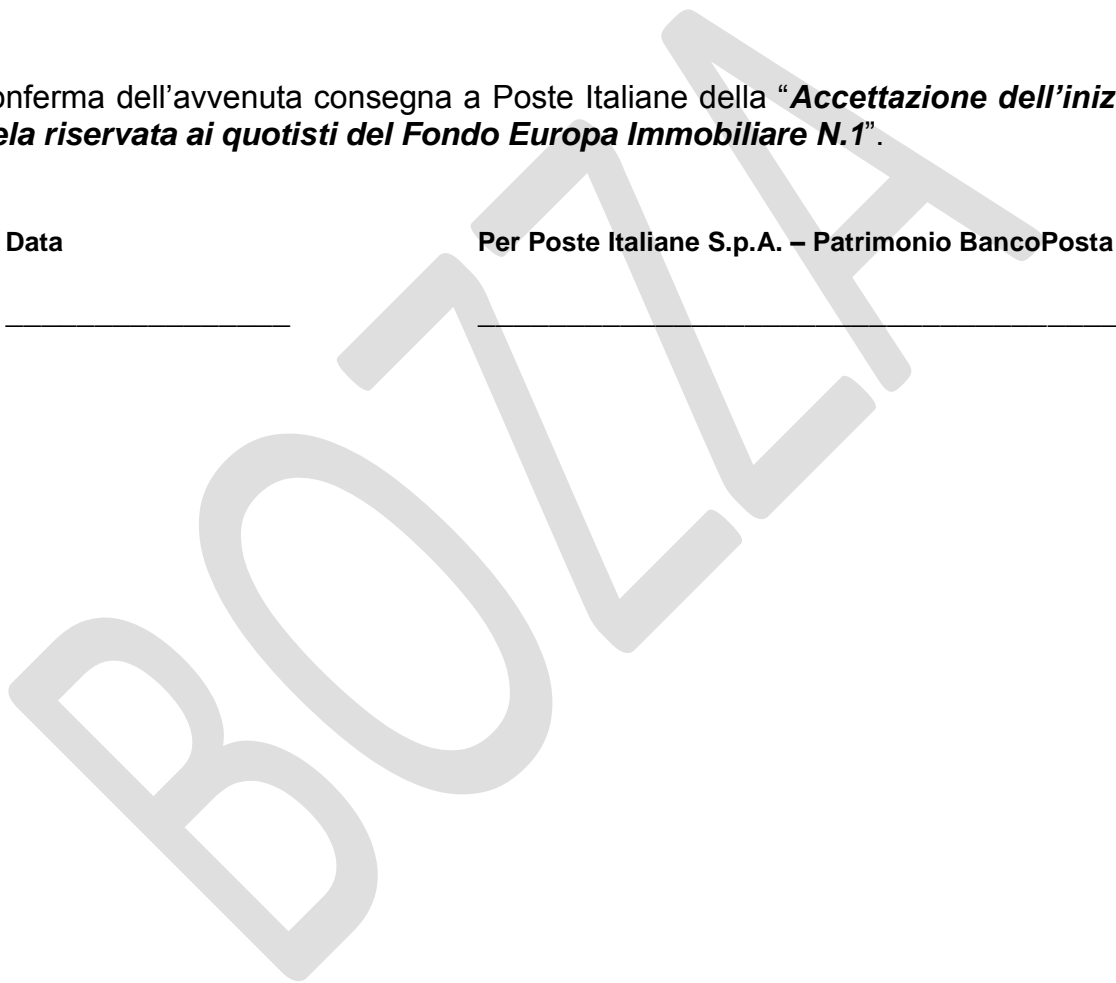 onferma dell’avvenuta consegna a Poste Italiane della “Accettazione dell’iniz
ela riservata ai quotisti del Fondo Europa Immobiliare N.1”.
Data Per Poste Italiane S.p.A. – Patrimonio BancoPosta
BOZZA